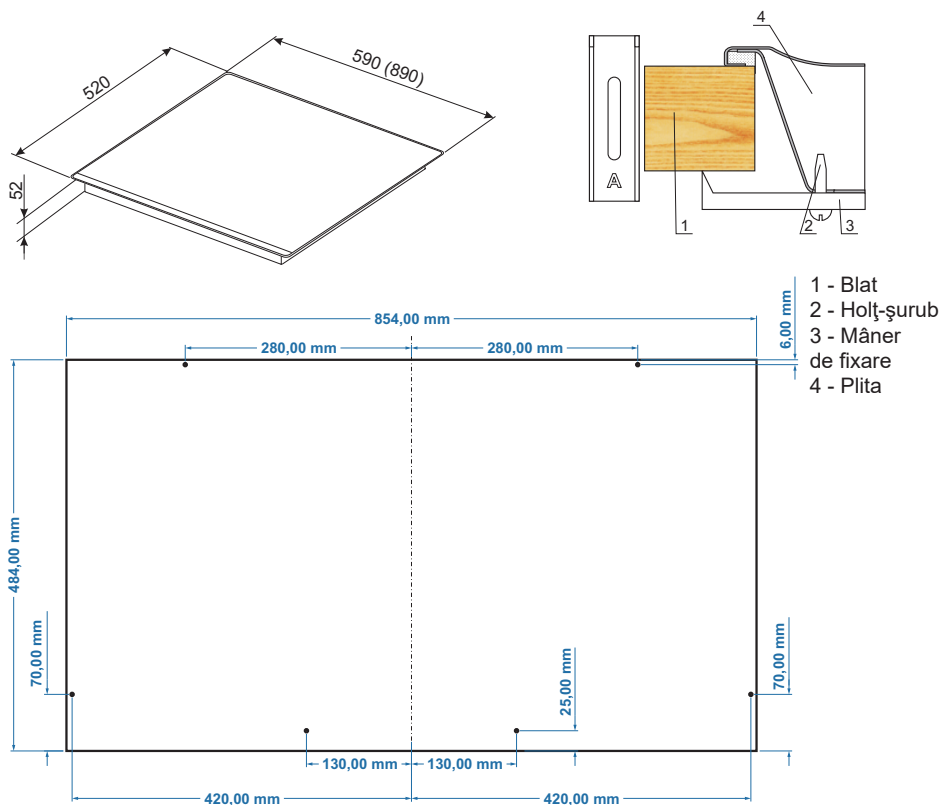 520
590 (890)
52
4
A
1
2
3
1 - Blat
2 - Holţ-şurub
3 - Mâner
de fixare
4 - Plita
854,00 mm
280,00 mm
280,00 mm
6,00 mm
484,00 mm
70,00 mm
25,00 mm
70,00 mm
130,00 mm
130,00 mm
420,00 mm
420,00 mm